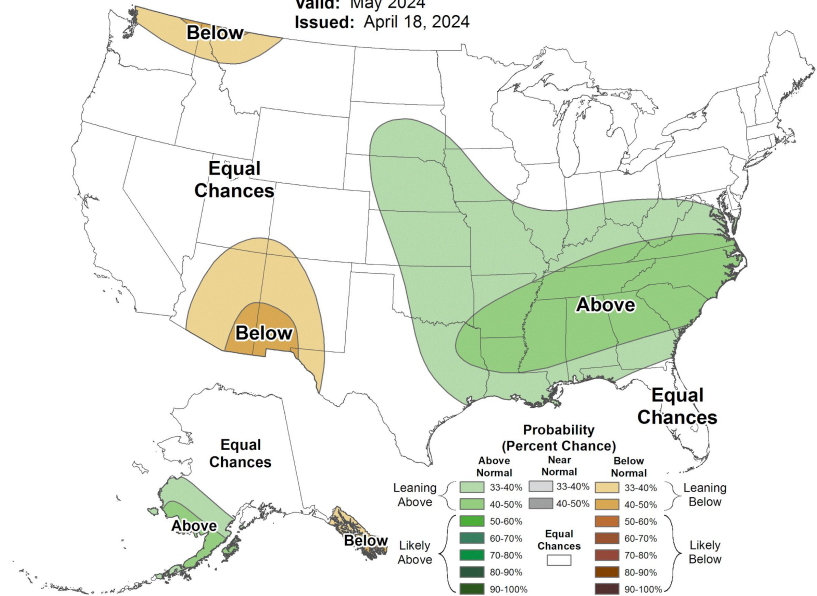 Valid: May 2024
Issued: April 18, 2024
Below
Equal
Chances
Below
Above
Equal
Chances
Equal
Chances
Above
Below
Probability
(Percent Chance)
Above
Normal
Near
Normal
Below
Normal
Leaning
Above
33-40%
33-40%
33-40%
Leaning
Below
40-50%
40-50%
40-50%
Likely
Above
50-60%
Equal
Chances
50-60%
Likely
Below
60-70%
60-70%
70-80%
70-80%
80-90%
80-90%
90-100%
90-100%